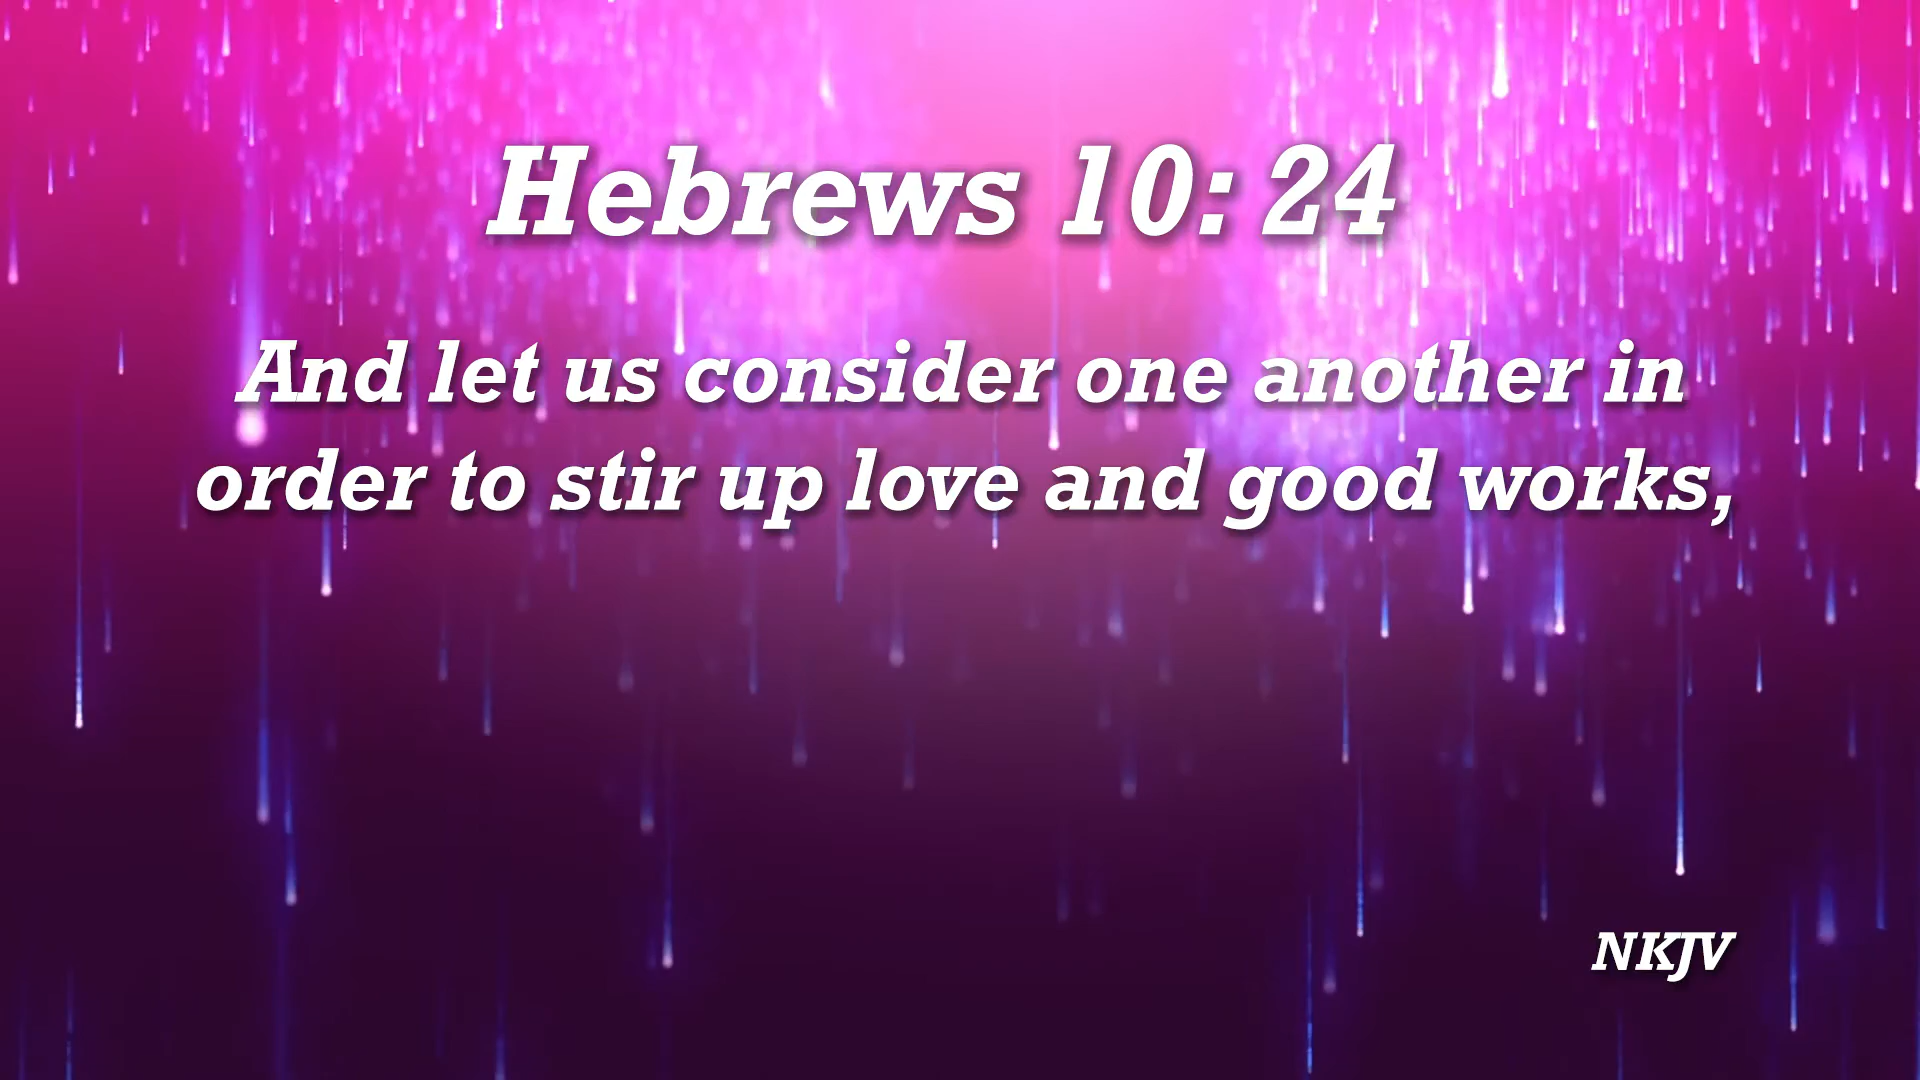 Hebrews 10: 24
And let us consider one another in
order to stir up love and good works,
NKJV